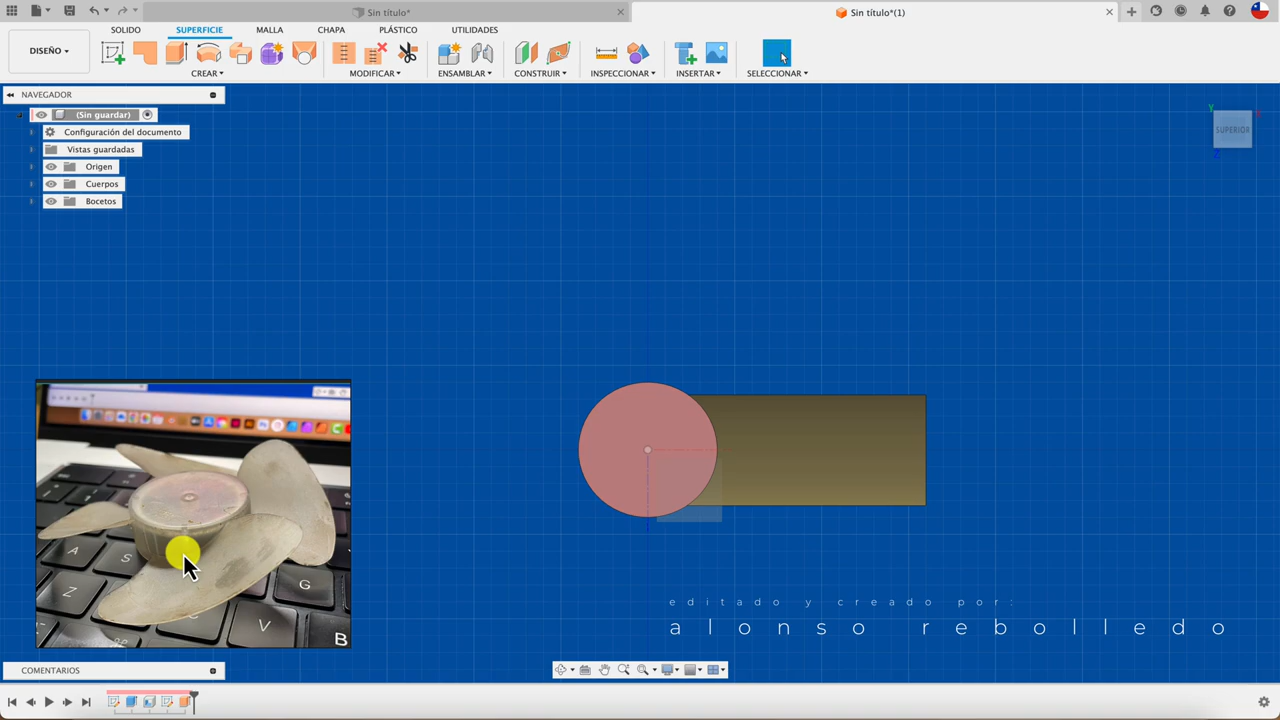 Sin título*
Sin título*(1)
DISEÑO
SOLIDO
SUPERFICIE
MALLA
CHAPA
PLÁSTICO
UTILIDADES
CREAR
MODIFICAR
ENSAMBLAR
CONSTRUIR
INSPECCIONAR
INSERTAR
SELECCIONAR
NAVEGADOR
(Sin guardar)
Configuración del documento
Vistas guardadas
Origen
Cuerpos
Bocetos
SUPERIOR
Y
Z
A
S
Z
C
V
G
B
editado y creado por:
alonso rebolledo
COMENTARIOS